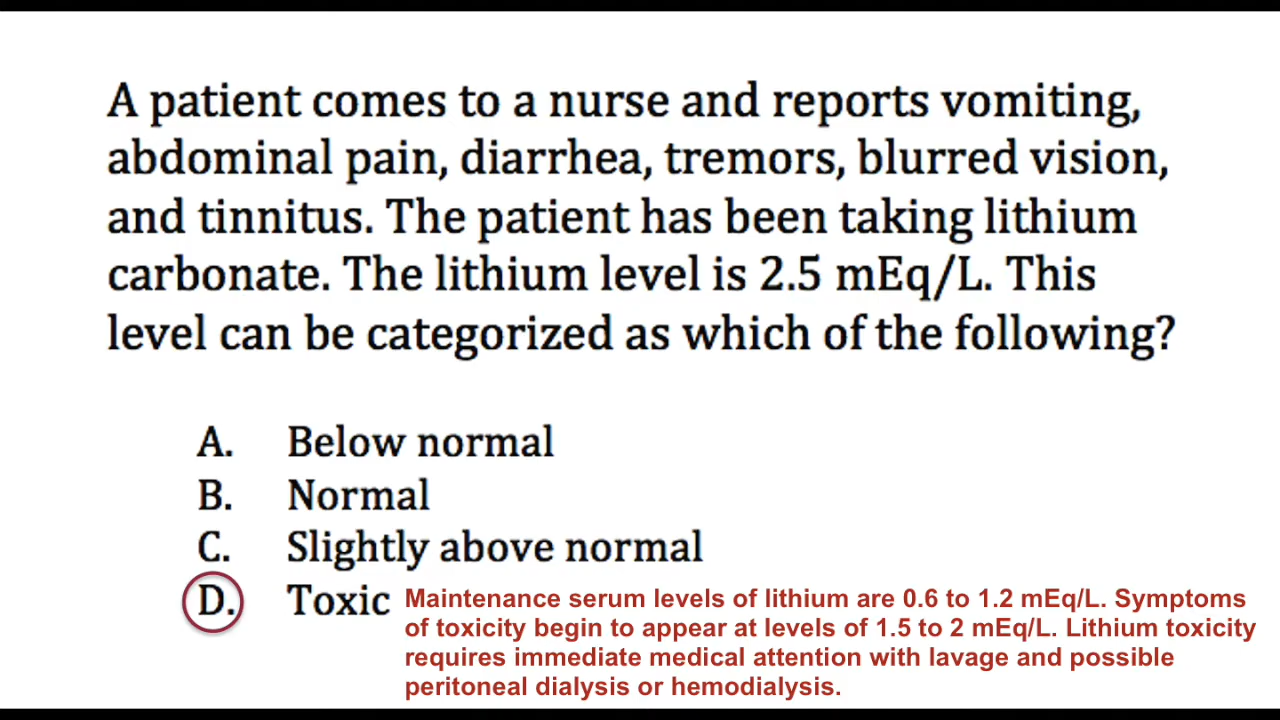 A patient comes to a nurse and reports vomiting,
abdominal pain, diarrhea, tremors, blurred vision,
and tinnitus. The patient has been taking lithium
carbonate. The lithium level is 2.5 mEq/L. This
level can be categorized as which of the following?
A. Below normal
B. Normal
C. Slightly above normal
D. Toxic
Maintenance serum levels of lithium are 0.6 to 1.2 mEq/L. Symptoms
of toxicity begin to appear at levels of 1.5 to 2 mEq/L. Lithium toxicity
requires immediate medical attention with lavage and possible
peritoneal dialysis or hemodialysis.